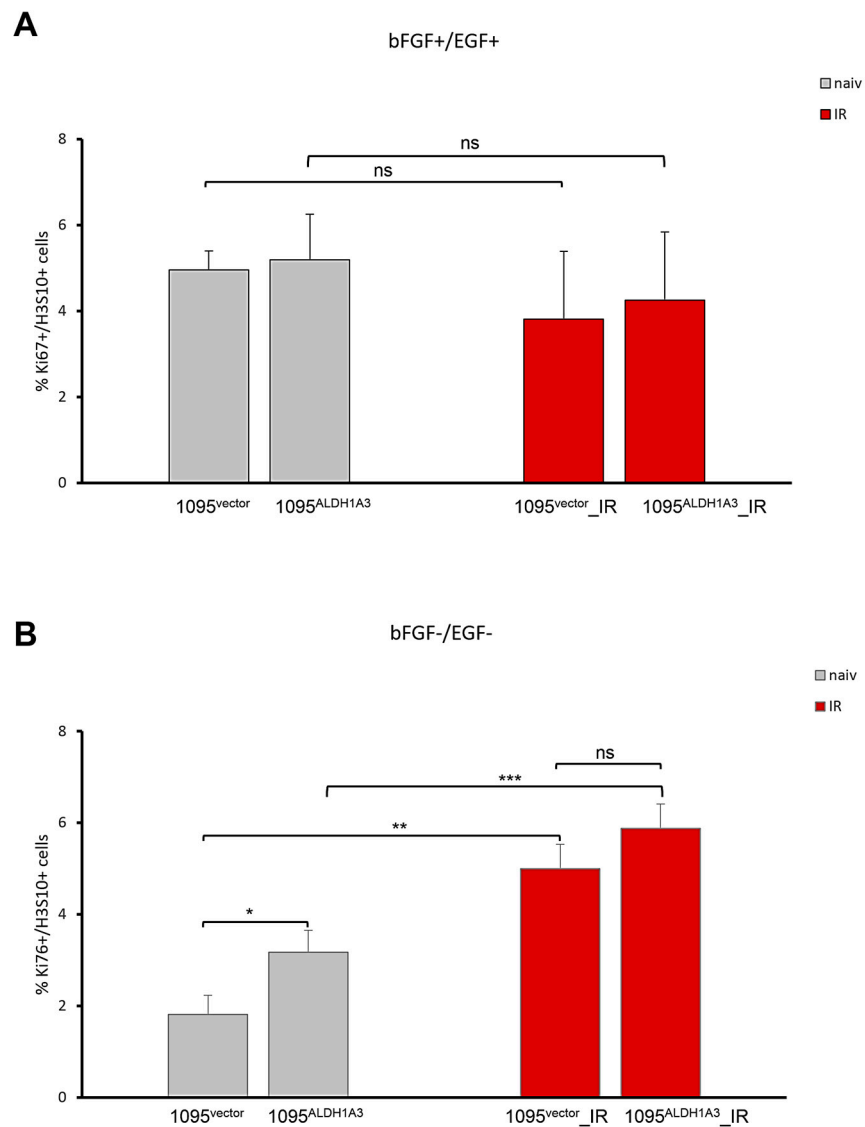 A
bFGF+/EGF+
naiv
IR
% Ki67+/H3S10+ cells
8
6
4
2
0
ns
ns
1095vector
1095ALDH1A3
1095vector_IR
1095ALDH1A3_IR
B
bFGF-/EGF-
naiv
IR
% Ki76+/H3S10+ cells
8
6
4
2
0
ns
***
**
*
1095vector
1095ALDH1A3
1095vector_IR
1095ALDH1A3_IR